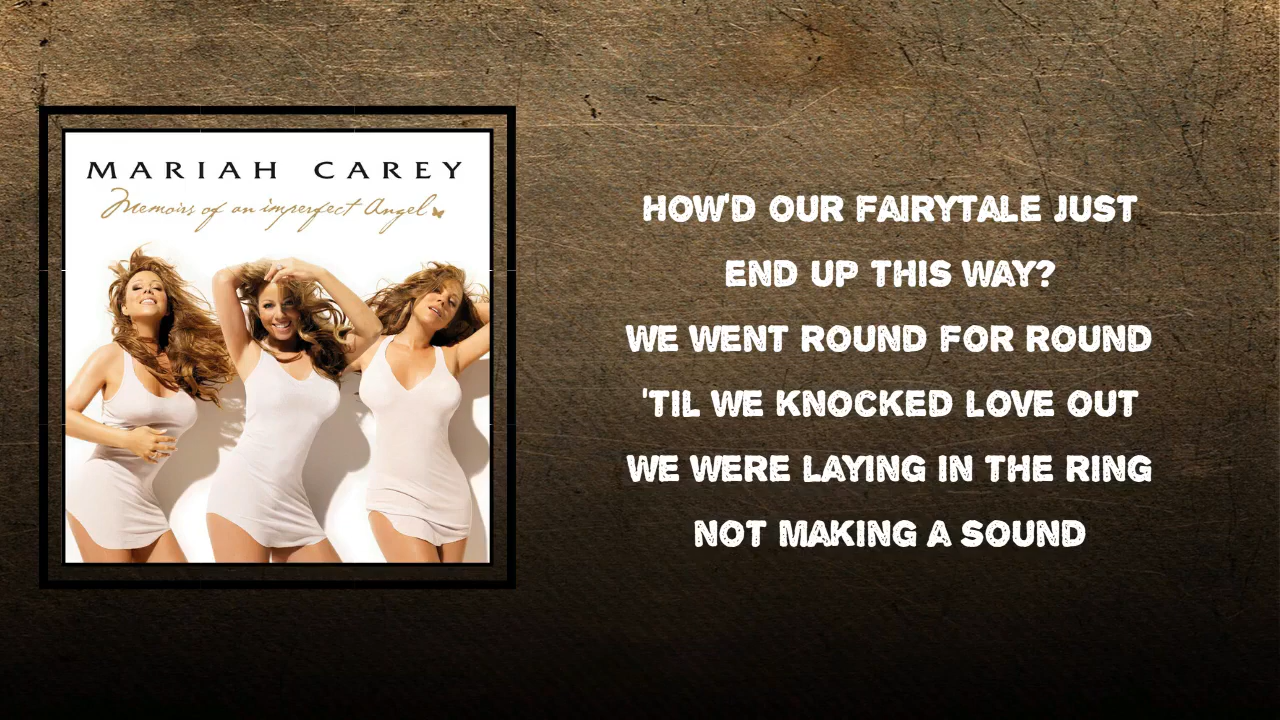 MARIAH CAREY
Memoirs of an imperfect Angel
HOW'D OUR FAIRYTALE JUST
END UP THIS WAY?
WE WENT ROUND FOR ROUND
'TIL WE KNOCKED LOVE OUT
WE WERE LAYING IN THE RING
NOT MAKING A SOUND